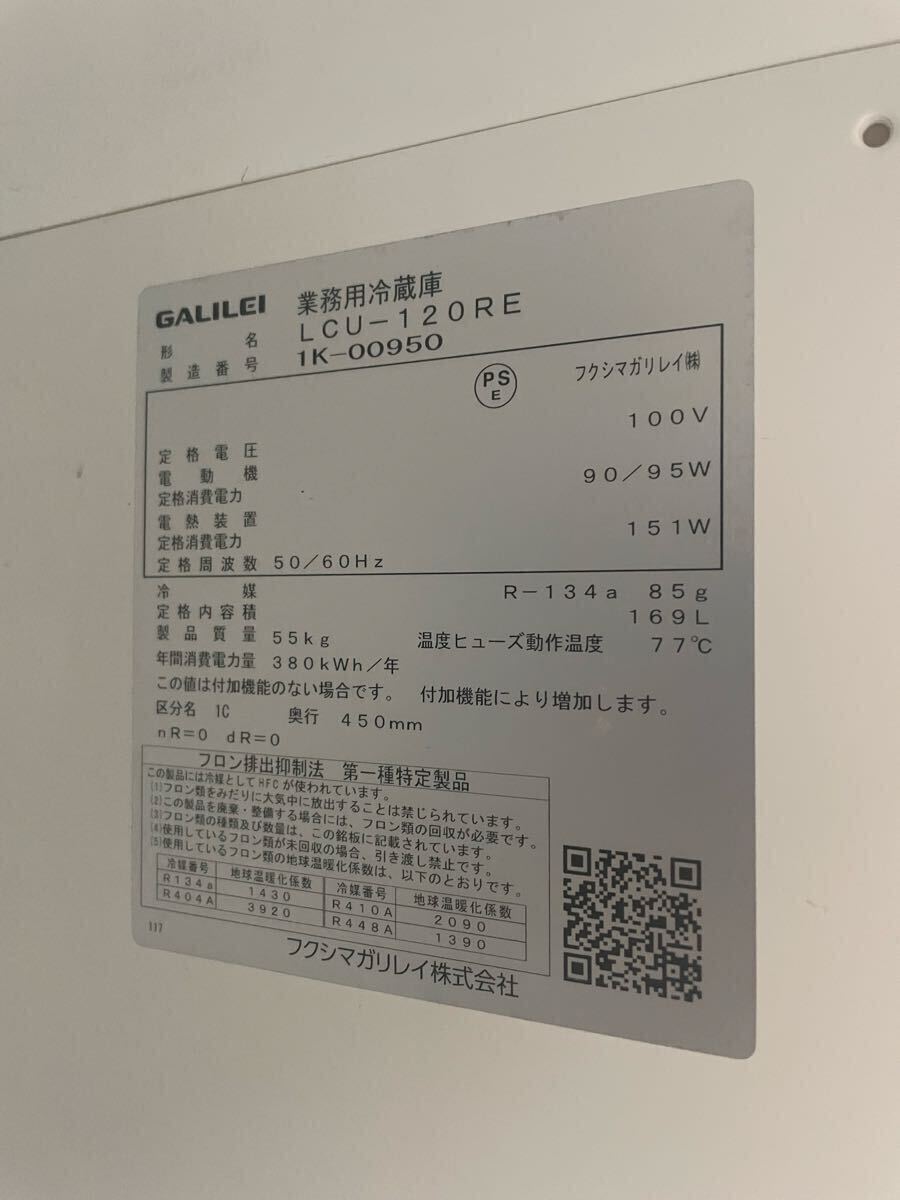 GALILEI 業務用冷蔵庫
形名 LCU-120RE
製造番号 1K-00950
PS E フクシマガリレイ㈱
定格電圧 100V
電動機
定格消費電力 90/95W
電熱装置
定格消費電力 151W
定格周波数 50/60Hz
冷媒 R-134a 85g
定格内容積 169L
製品質量 55kg 温度ヒューズ動作温度 77℃
年間消費電力量 380kWh/年
この値は付加機能のない場合です。 付加機能により増加します。
区分名 1C 奥行 450mm
nR=0 dR=0
フロン排出抑制法 第一種特定製品
この製品には冷媒としてHFCが使われています。
(1)フロン類をみだりに大気中に放出することは禁じられています。
(2)この製品を廃棄・整備する場合には、フロン類の回収が必要です。
(3)フロン類の種類及び数量は、この銘板に記載されています。
(4)使用しているフロン類が未回収の場合、引き渡し禁止です。
(5)使用しているフロン類の地球温暖化係数は、以下のとおりです。
冷媒番号 地球温暖化係数 冷媒番号 地球温暖化係数
R134a 1430 R410A 2090
R404A 3920 R448A 1390
117 フクシマガリレイ株式会社